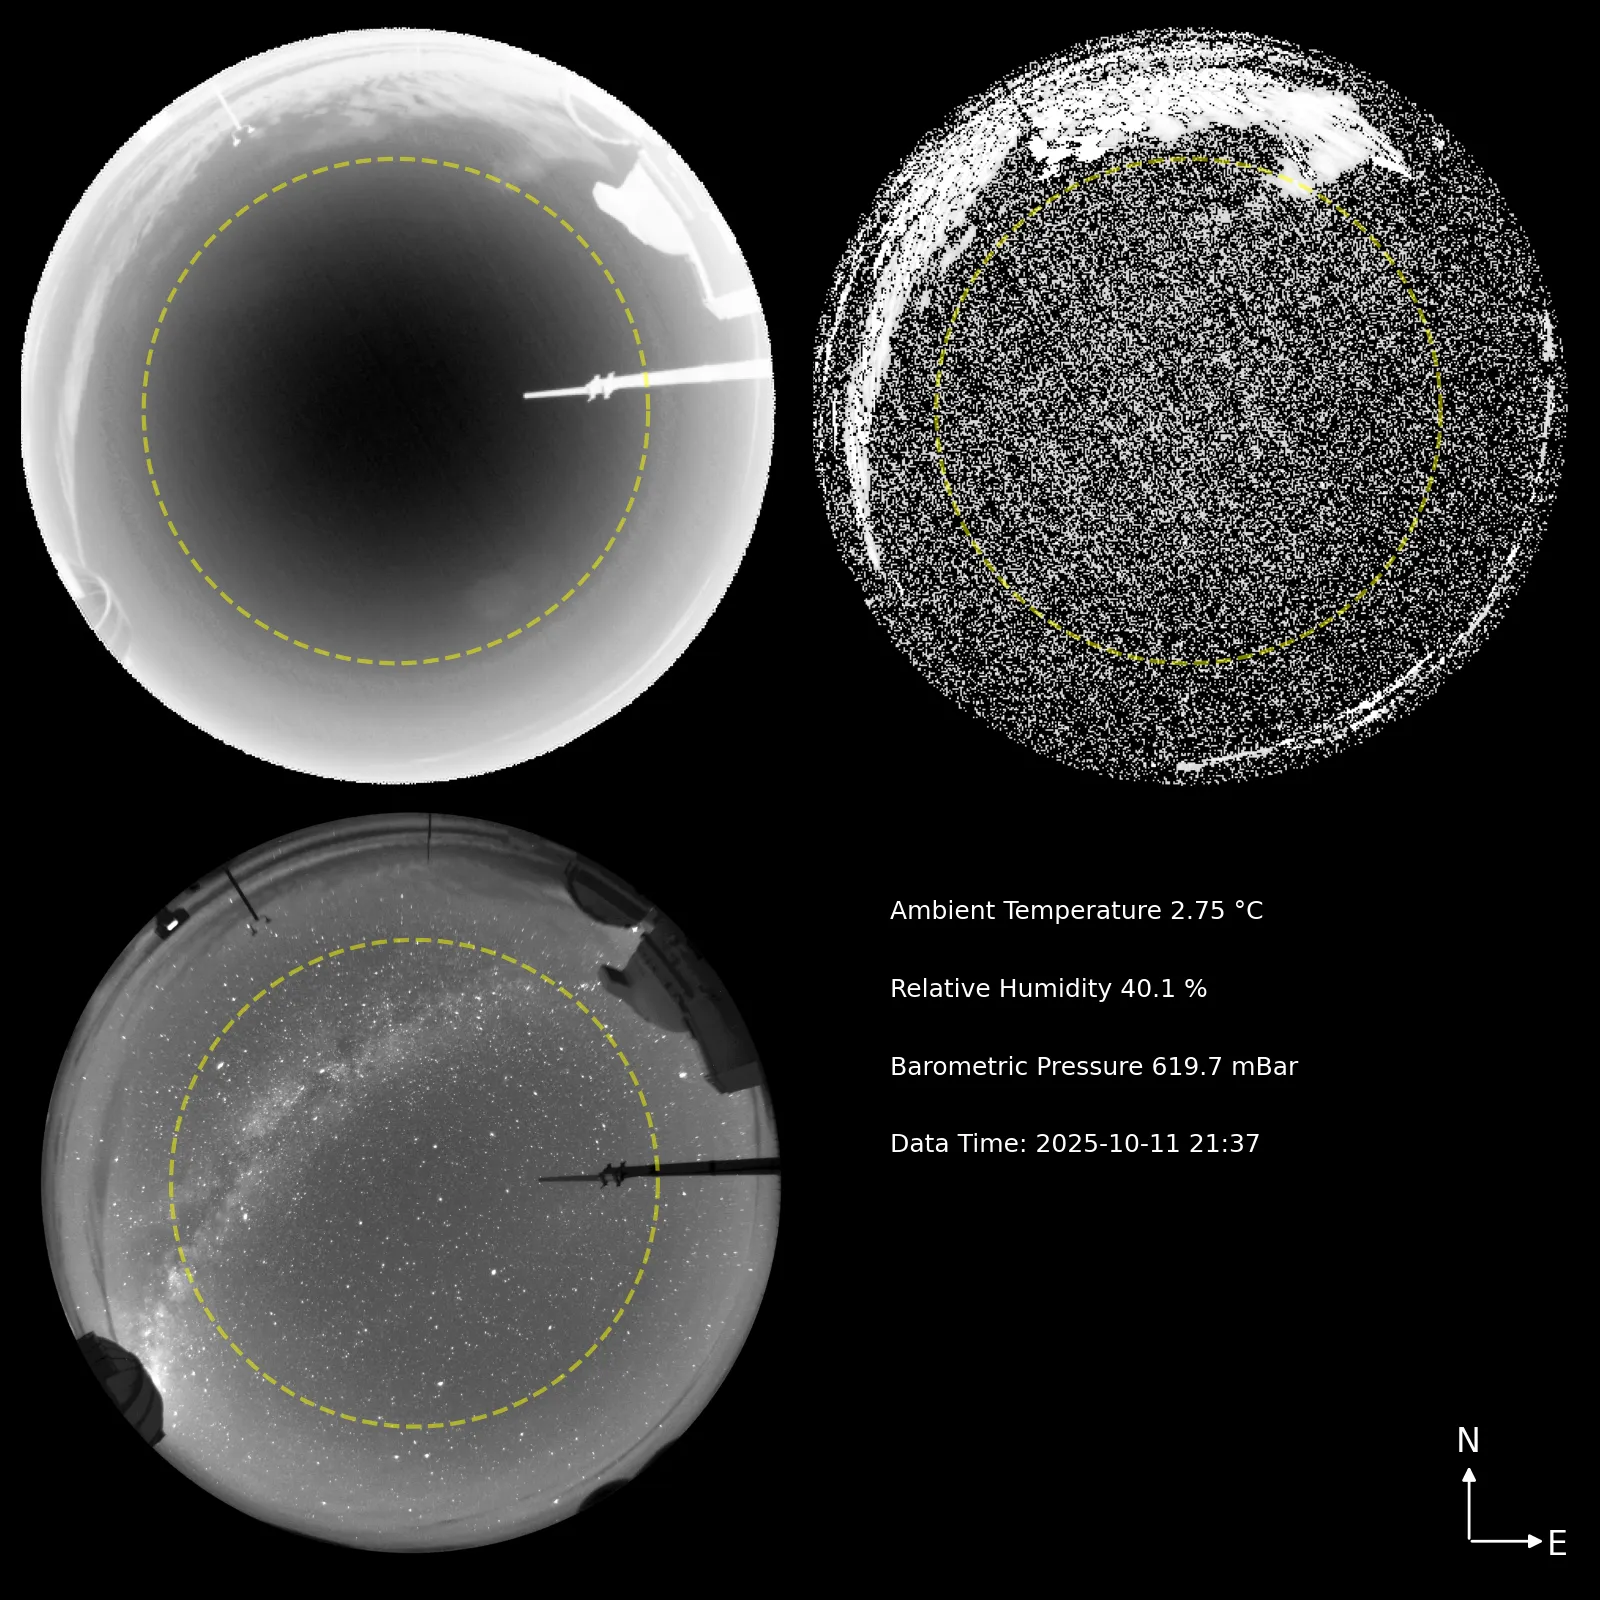 Ambient Temperature 2.75 °C
Relative Humidity 40.1 %
Barometric Pressure 619.7 mBar
Data Time: 2025-10-11 21:37
N
E